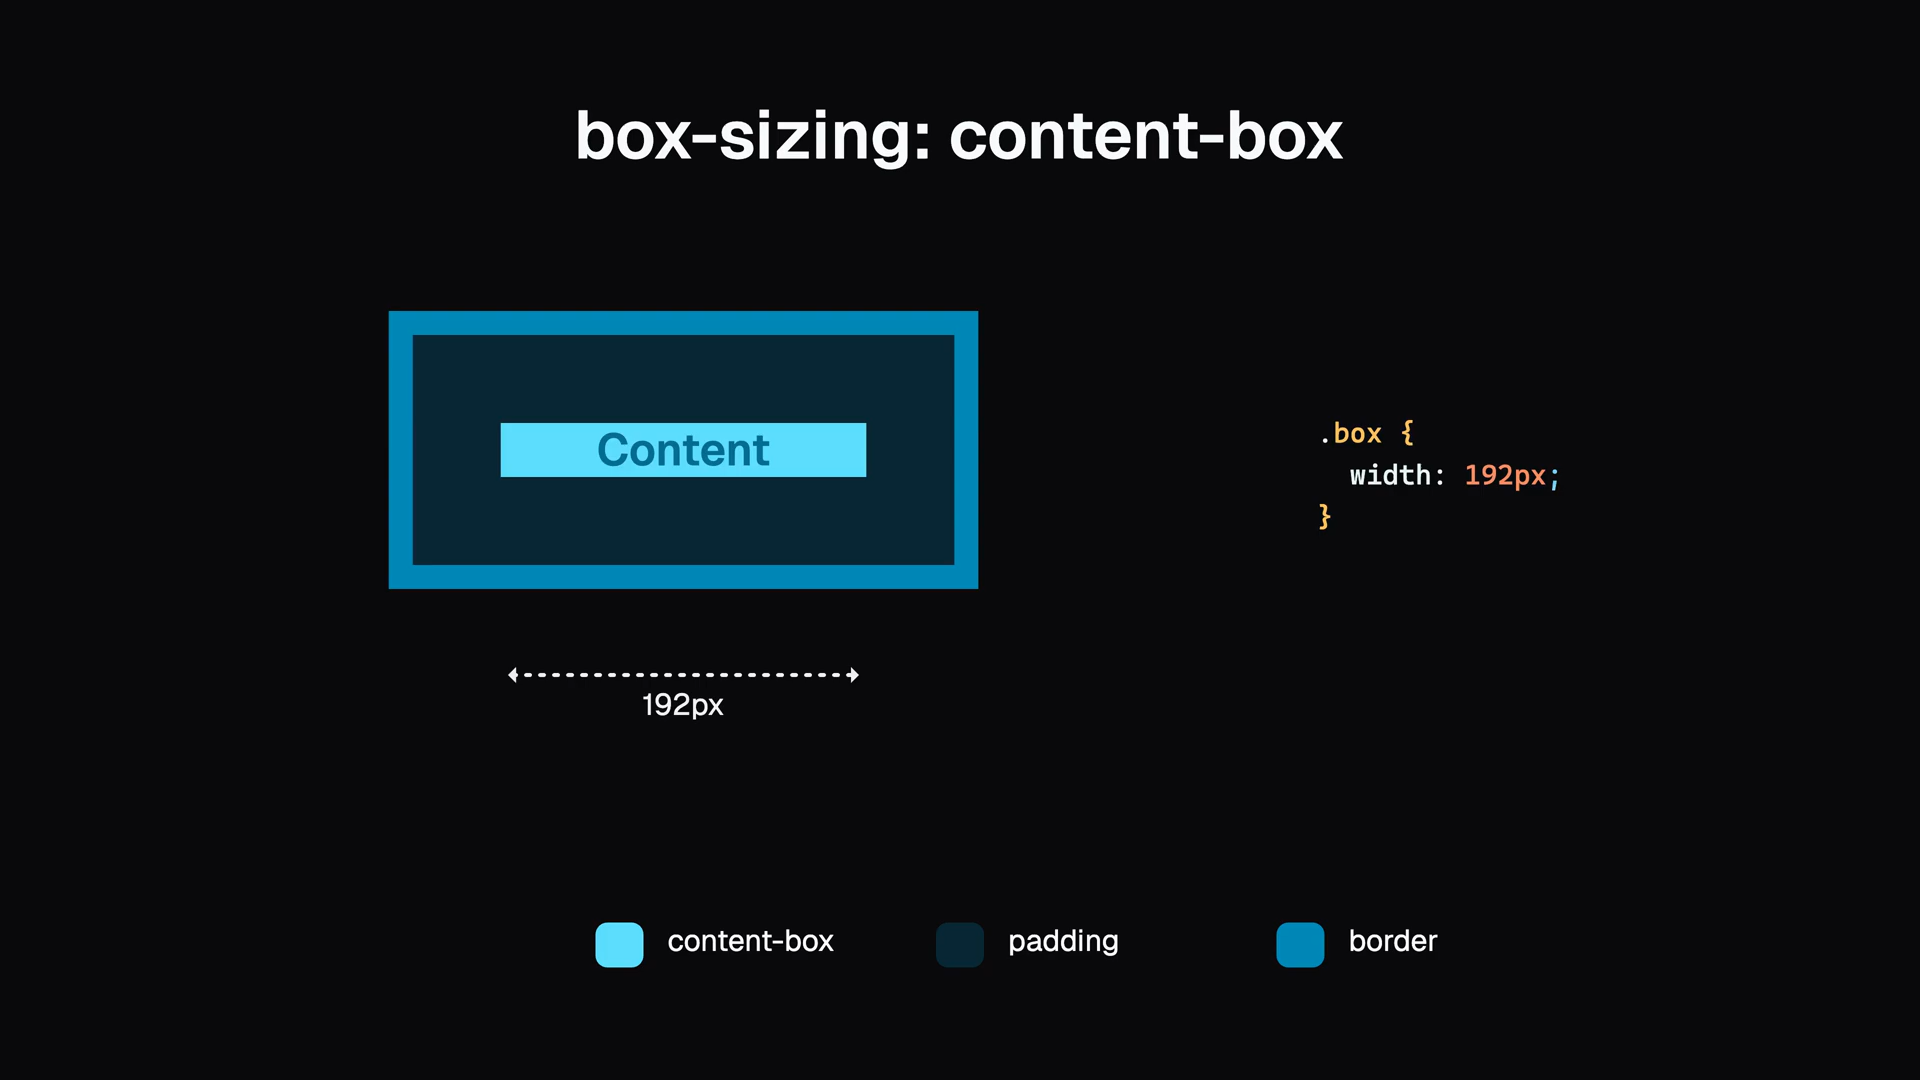 box-sizing: content-box
Content
.box {
  width: 192px;
}
192px
content-box
padding
border